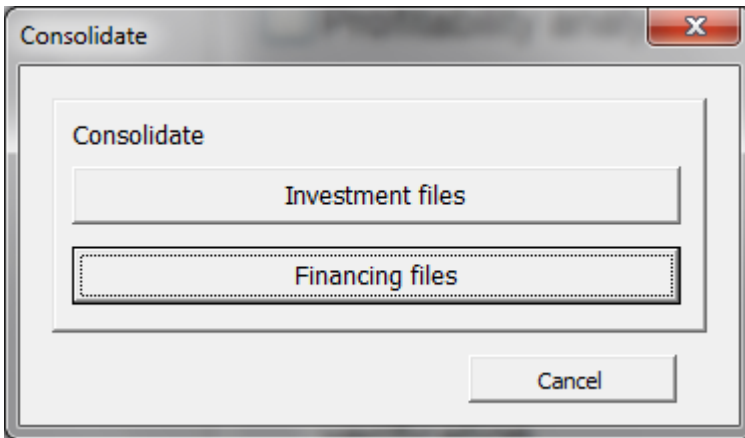 Consolidate
Consolidate
Investment files
Financing files
Cancel